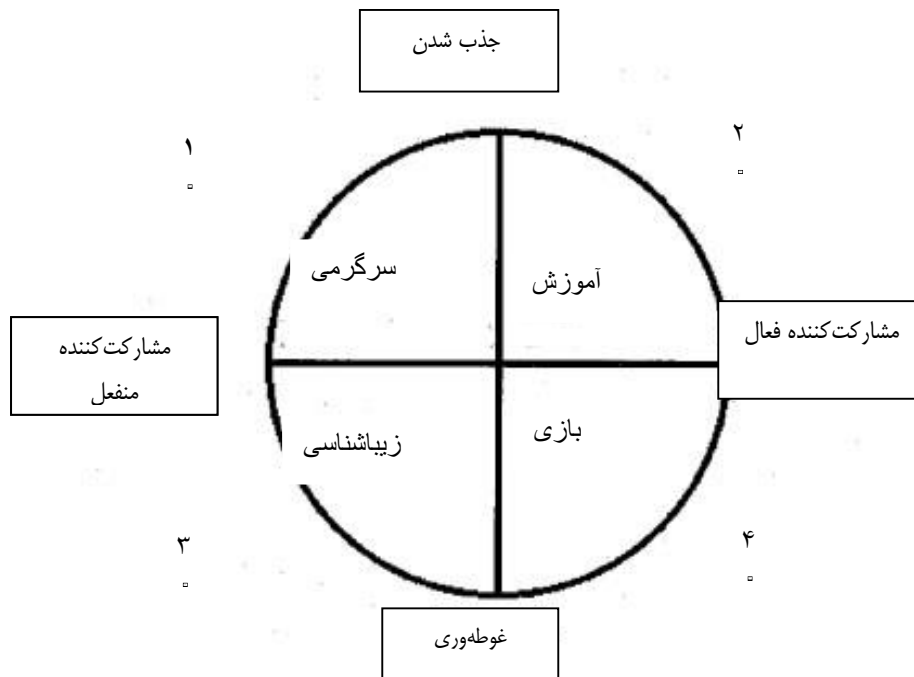 جذب شدن
۱
۲
سرگرمی
آموزش
مشارکت‌کننده فعال
مشارکت‌کننده
منفعل
زیباشناسی
بازی
۳
۴
غوطه‌وری